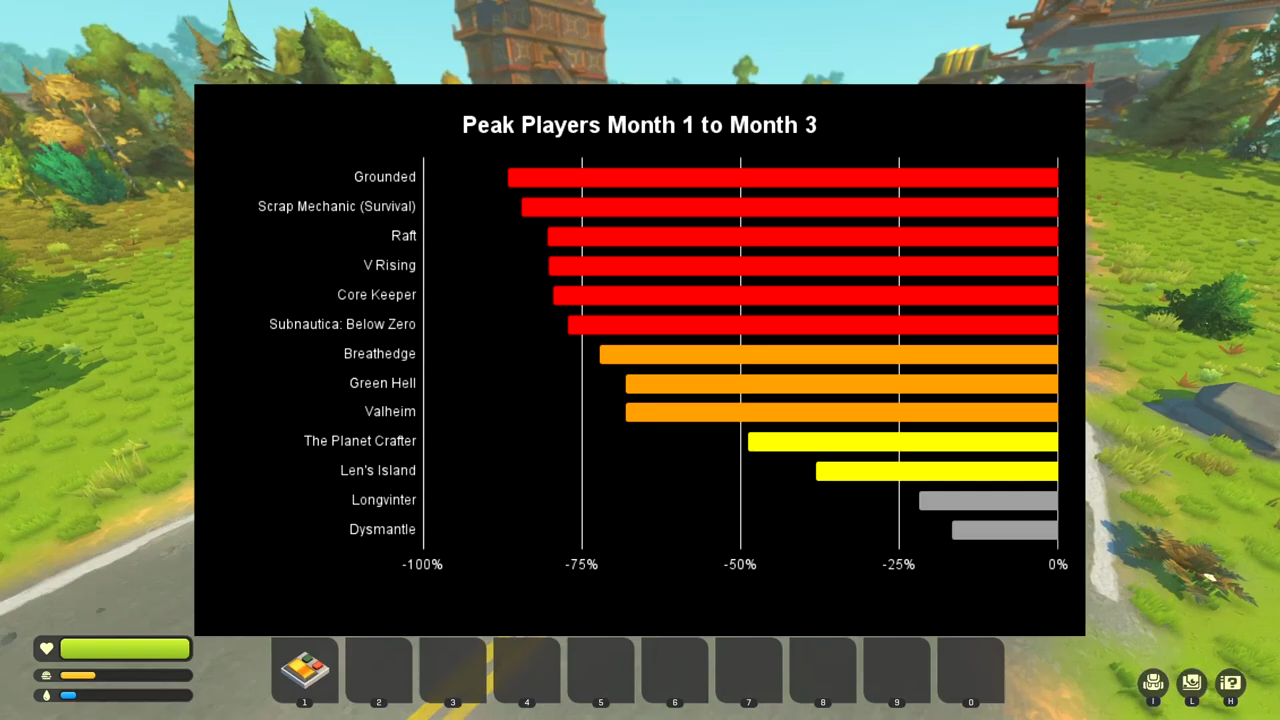 Peak Players Month 1 to Month 3
Grounded
Scrap Mechanic (Survival)
Raft
V Rising
Core Keeper
Subnautica: Below Zero
Breathedge
Green Hell
Valheim
The Planet Crafter
Len's Island
Longvinter
Dysmantle
-100% -75% -50% -25% 0%
1 2 3 4 5 6 7 8 9 0
I L H